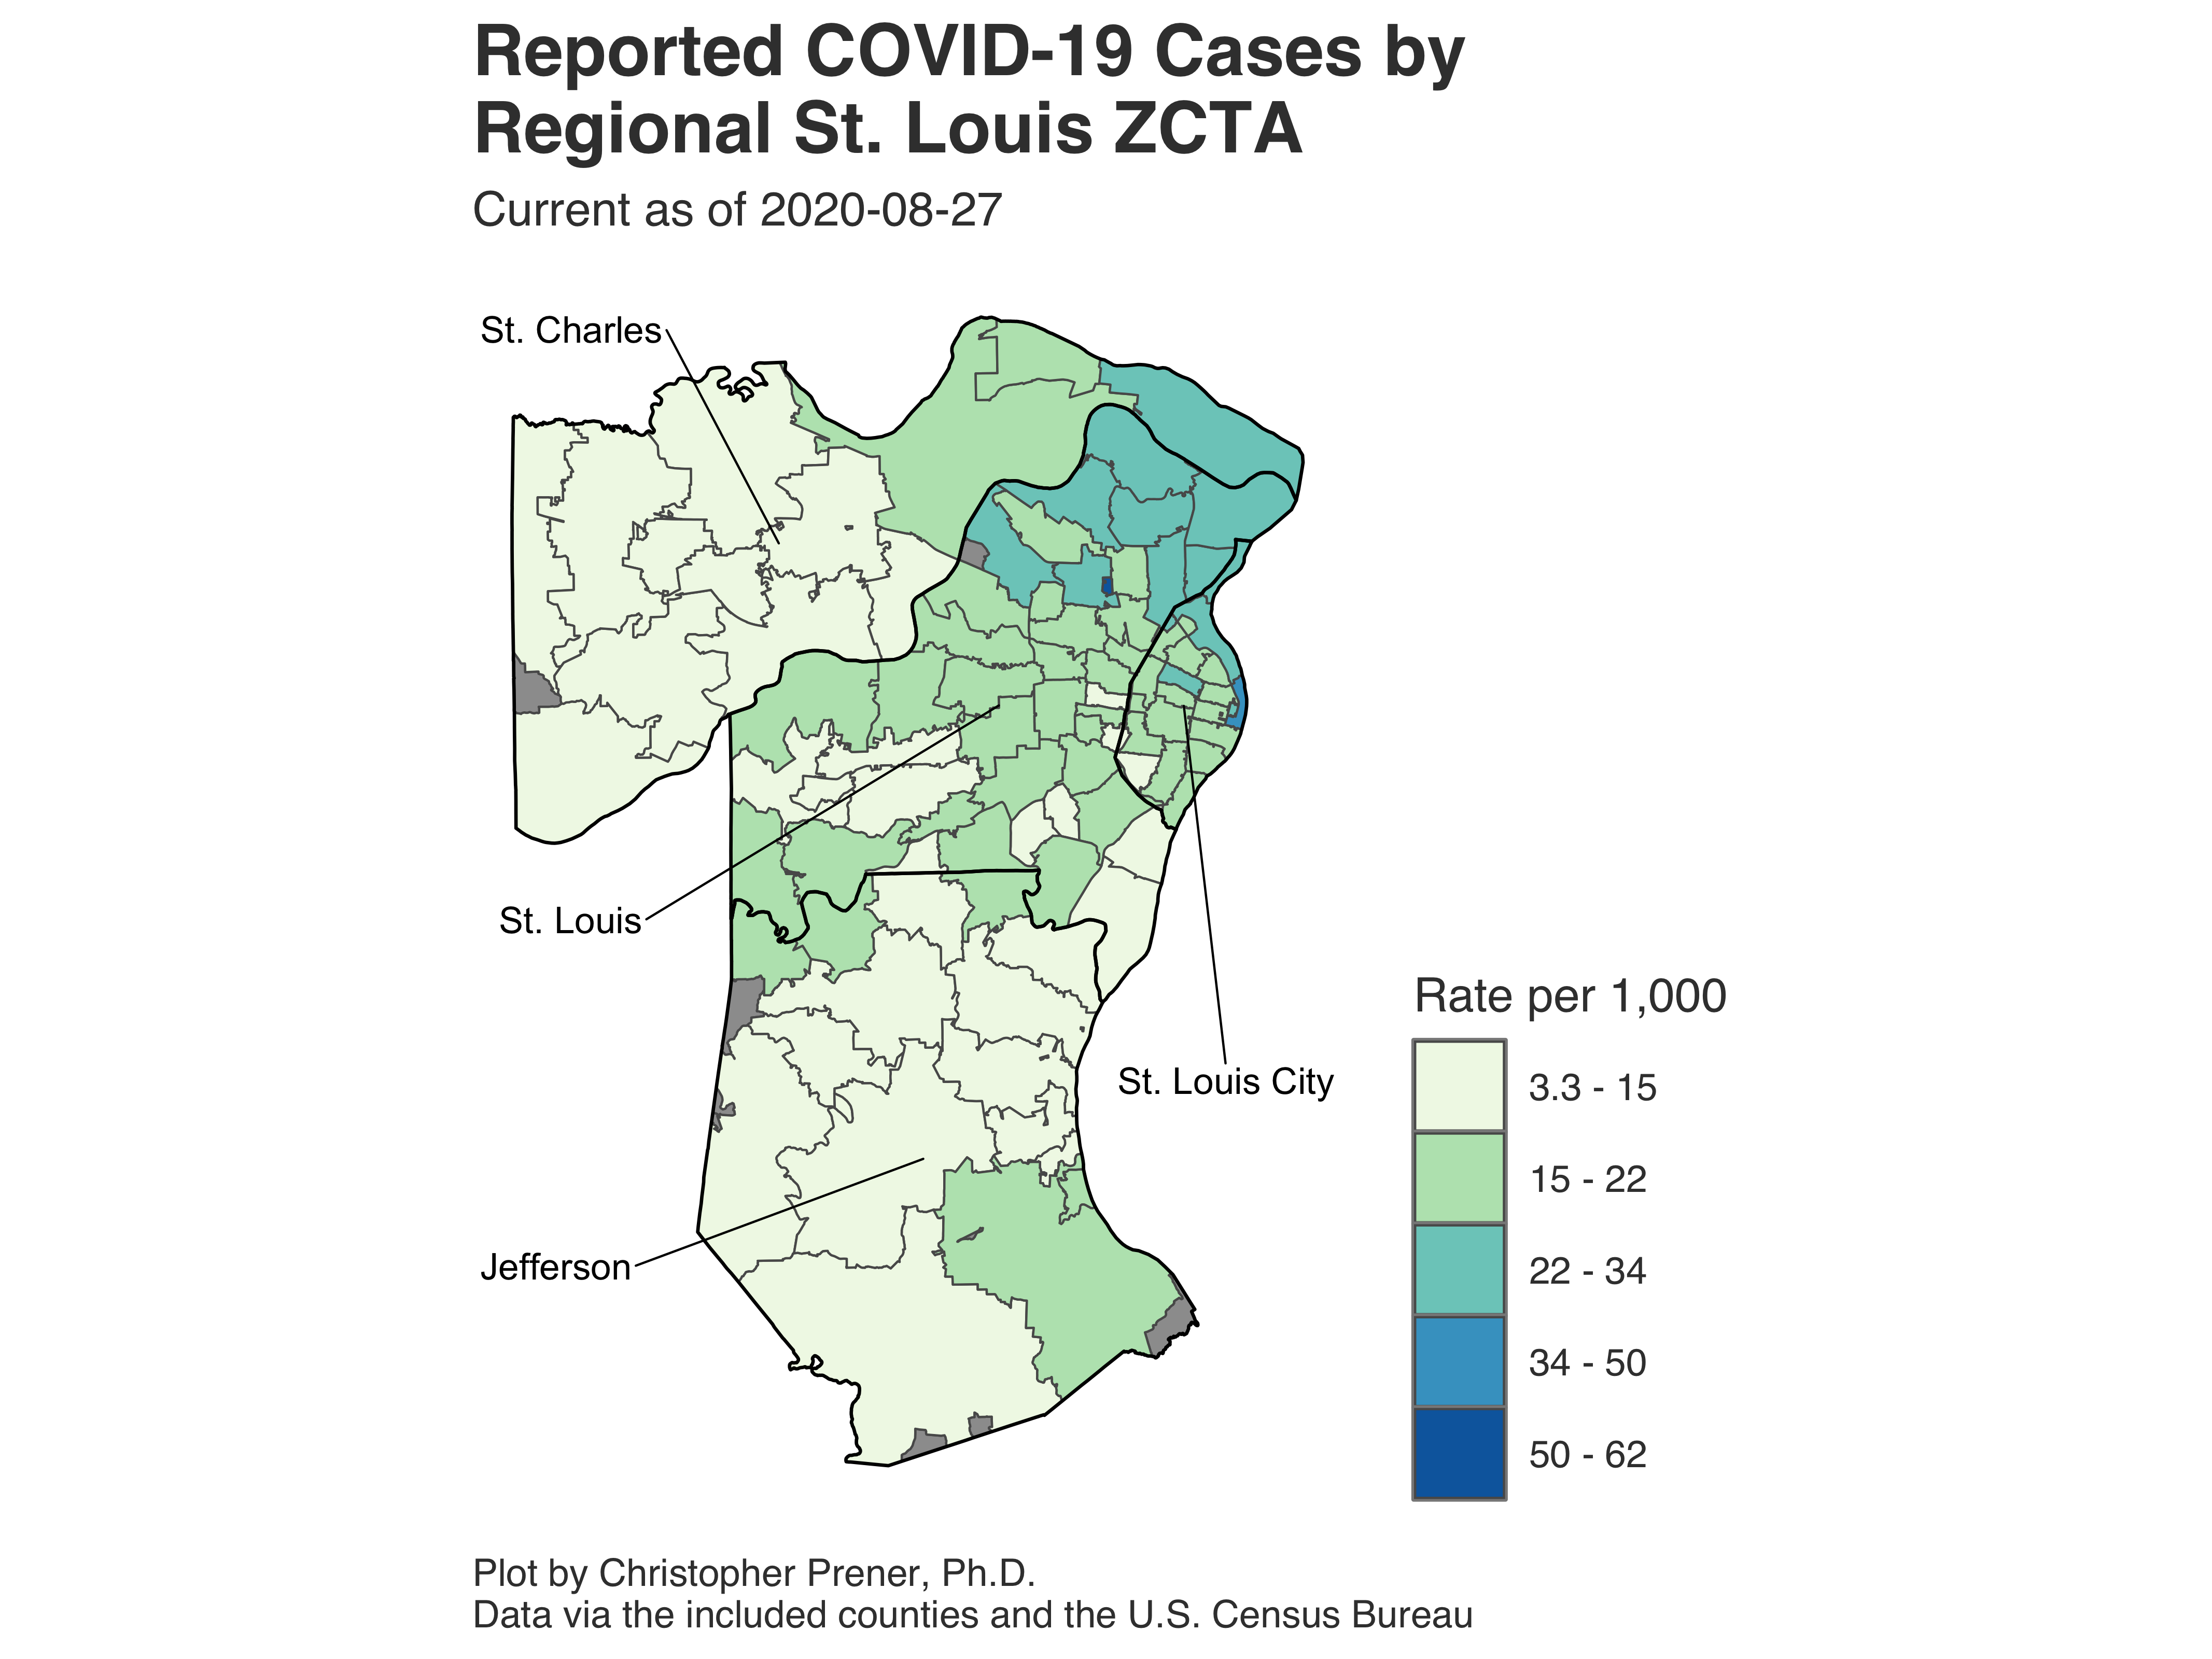 Reported COVID-19 Cases by
Regional St. Louis ZCTA
Current as of 2020-08-27
St. Charles
St. Louis
St. Louis City
Jefferson
Rate per 1,000
3.3 - 15
15 - 22
22 - 34
34 - 50
50 - 62
Plot by Christopher Prener, Ph.D.
Data via the included counties and the U.S. Census Bureau